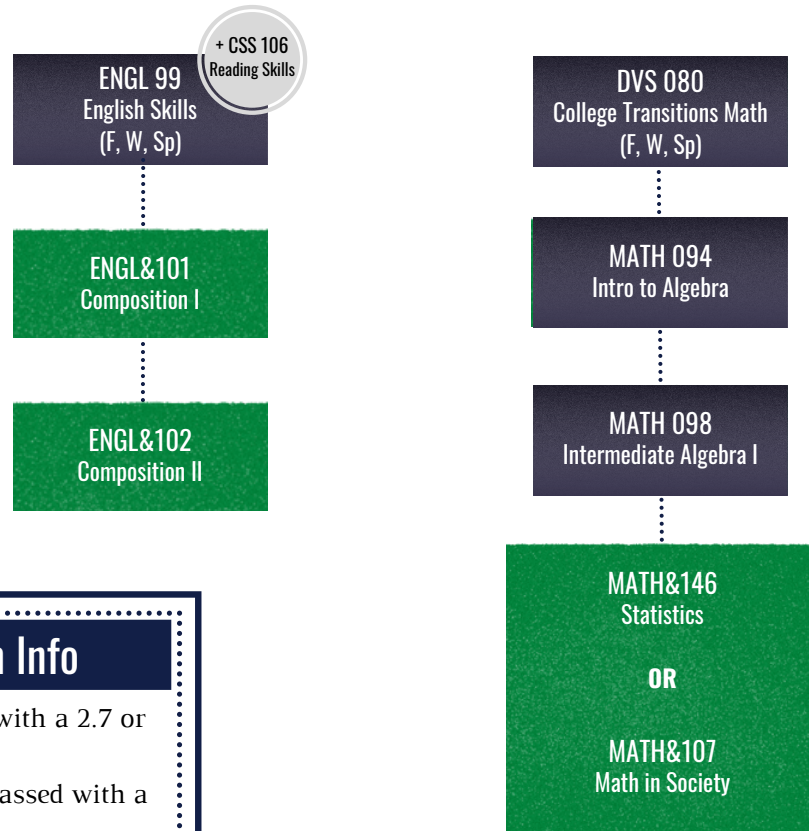 + CSS 106
Reading Skills
ENGL 99
English Skills
(F, W, Sp)
ENGL&101
Composition I
ENGL&102
Composition II
DVS 080
College Transitions Math
(F, W, Sp)
MATH 094
Intro to Algebra
MATH 098
Intermediate Algebra I
MATH&146
Statistics
OR
MATH&107
Math in Society
Info
with a 2.7 or
assed with a